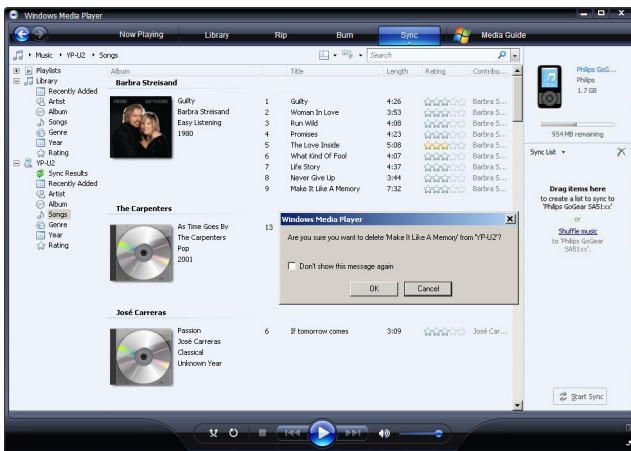 Windows Media Player
Now Playing Library Rip Burn Sync Media Guide
Music YP-U2 Songs
Search
Playlists
Library
Recently Added
Artist
Album
Songs
Genre
Year
Rating
YP-U2
Sync Results
Recently Added
Artist
Album
Songs
Genre
Year
Rating
Album Title Length Rating Contribu...
Barbra Streisand
Guilty
Barbra Streisand
Easy Listening
1980
1 Guilty 4:26 Barbra S...
2 Woman In Love 3:53 Barbra S...
3 Run Wild 4:08 Barbra S...
4 Promises 4:23 Barbra S...
5 The Love Inside 5:08 Barbra S...
6 What Kind Of Fool 4:07 Barbra S...
7 Life Story 4:37 Barbra S...
8 Never Give Up 3:44 Barbra S...
9 Make It Like A Memory 7:32 Barbra S...
The Carpenters
As Time Goes By
The Carpenters
Pop
2001
13
Windows Media Player
Are you sure you want to delete 'Make It Like A Memory' from 'YP-U2'?
Don't show this message again
OK Cancel
José Carreras
Passion
José Carreras
Classical
Unknown Year
6 If tomorrow comes 3:09 José Car...
Philips GoG...
Philips
1.7 GB
954 MB remaining
Sync List
Drag items here
to create a list to sync to
'Philips GoGear SA51xx'
or
Shuffle music
to 'Philips GoGear
SA51xx'.
Start Sync